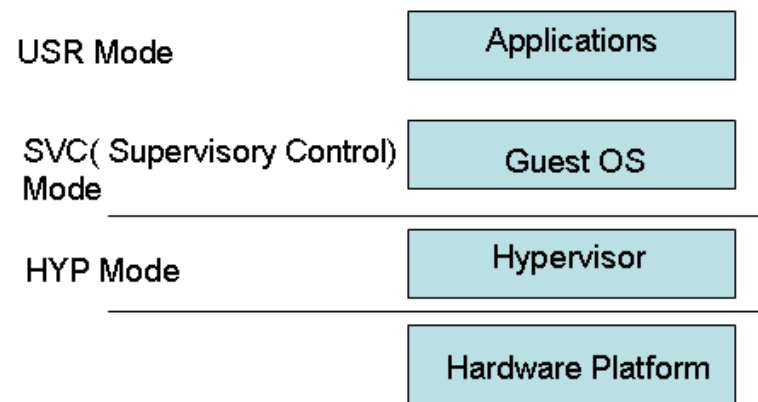 USR Mode
Applications
SVC( Supervisory Control)
Mode
Guest OS
HYP Mode
Hypervisor
Hardware Platform